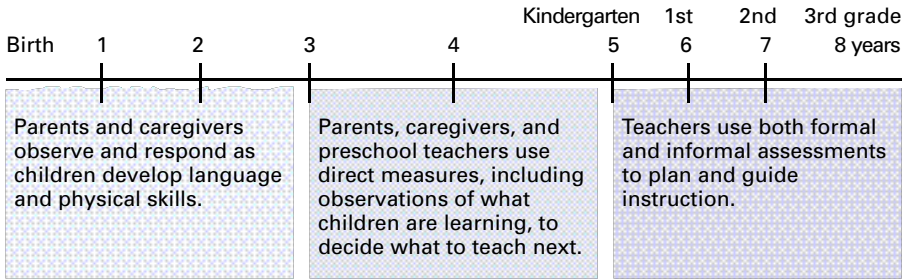 Kindergarten 1st 2nd 3rd grade
Birth 1 2 3 4 5 6 7 8 years
Parents and caregivers
observe and respond as
children develop language
and physical skills.
Parents, caregivers, and
preschool teachers use
direct measures, including
observations of what
children are learning, to
decide what to teach next.
Teachers use both formal
and informal assessments
to plan and guide
instruction.